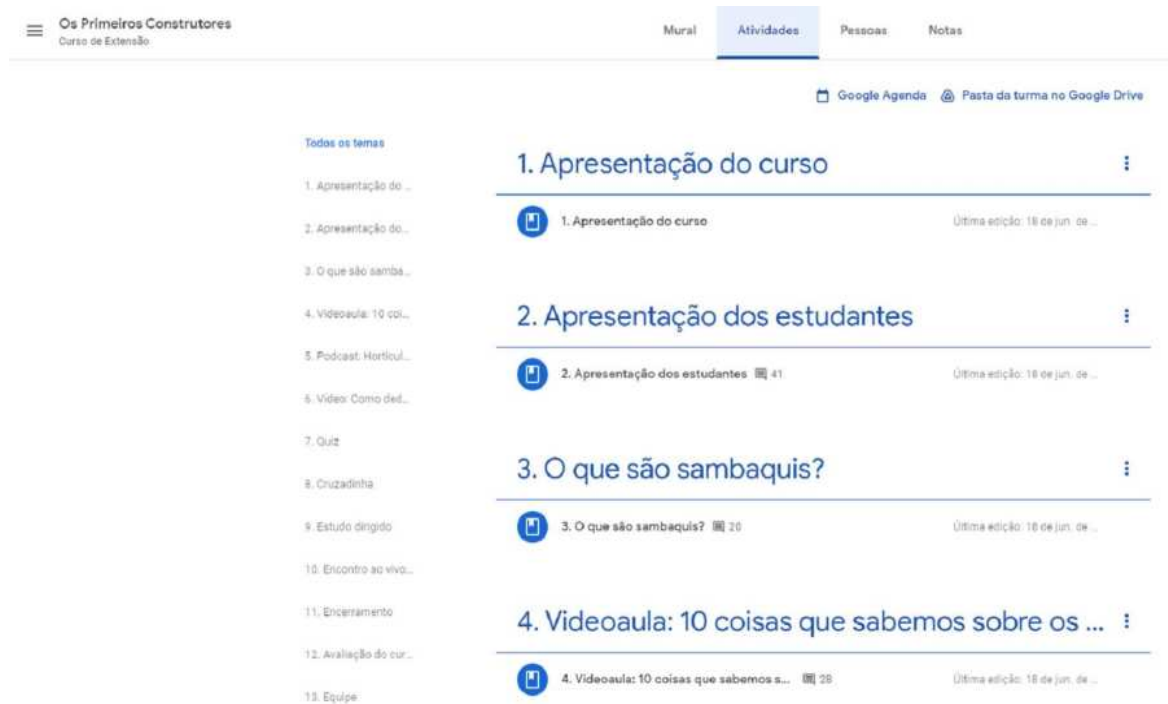 Os Primeiros Construtores
Curso de Extensão
Mural Atividades Pessoas Notas
Google Agenda Pasta da turma no Google Drive
Todos os temas
1. Apresentação do ...
2. Apresentação do...
3. O que são samba...
4. Videoaula: 10 coi...
5. Podcast: Horticul...
6. Vídeo: Como ded...
7. Quiz
8. Cruzadinha
9. Estudo dirigido
10. Encontro ao vivo...
11. Encerramento
12. Avaliação do cur...
13. Equipe
1. Apresentação do curso
1. Apresentação do curso Última edição: 18 de jun. de ...
2. Apresentação dos estudantes
2. Apresentação dos estudantes 41 Última edição: 18 de jun. de ...
3. O que são sambaquis?
3. O que são sambaquis? 20 Última edição: 18 de jun. de ...
4. Videoaula: 10 coisas que sabemos sobre os ...
4. Videoaula: 10 coisas que sabemos s... 28 Última edição: 18 de jun. de ...